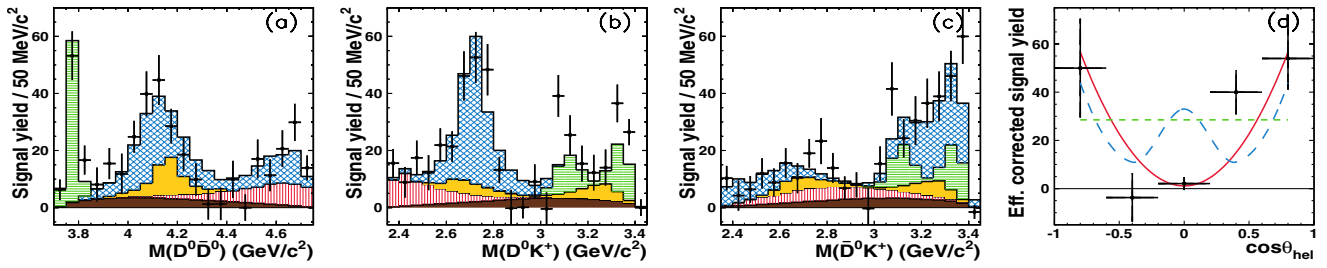 (a)
Signal yield / 50 MeV/c²
60
40
20
0
3.8 4 4.2 4.4 4.6
M(D⁰D̄⁰) (GeV/c²)
(b)
Signal yield / 50 MeV/c²
60
40
20
0
2.4 2.6 2.8 3 3.2 3.4
M(D⁰K⁺) (GeV/c²)
(c)
Signal yield / 50 MeV/c²
60
40
20
0
2.4 2.6 2.8 3 3.2 3.4
M(D̄⁰K⁺) (GeV/c²)
(d)
Eff. corrected signal yield
60
40
20
0
-1 -0.5 0 0.5 1
cosθhel